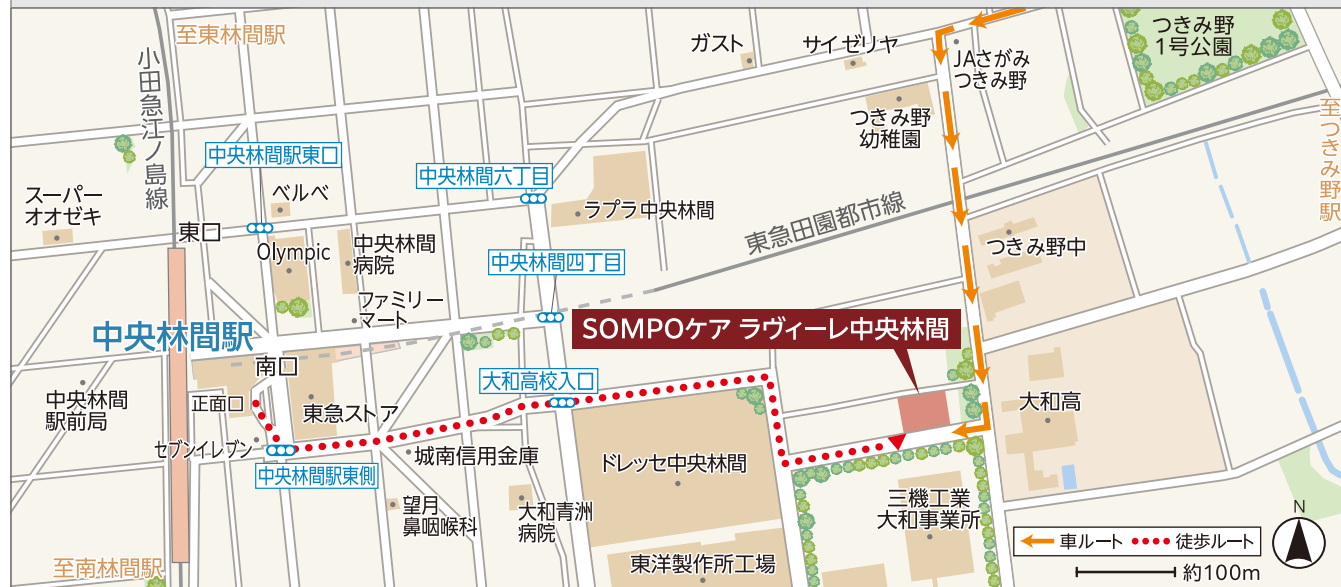 至東林間駅
小田急江ノ島線
ガスト
サイゼリヤ
JAさがみ
つきみ野
つきみ野
1号公園
至つきみ野駅
つきみ野
幼稚園
中央林間駅東口
中央林間六丁目
スーパー
オオゼキ
ベルベ
東口
Olympic
中央林間
病院
ラプラ中央林間
東急田園都市線
つきみ野中
中央林間四丁目
ファミリー
マート
中央林間駅
SOMPOケア ラヴィーレ中央林間
南口
正面口
東急ストア
大和高校入口
中央林間
駅前局
大和高
セブンイレブン
中央林間駅東側
城南信用金庫
ドレッセ中央林間
望月
鼻咽喉科
大和青洲
病院
三機工業
大和事業所
東洋製作所工場
至南林間駅
車ルート
徒歩ルート
N
約100m